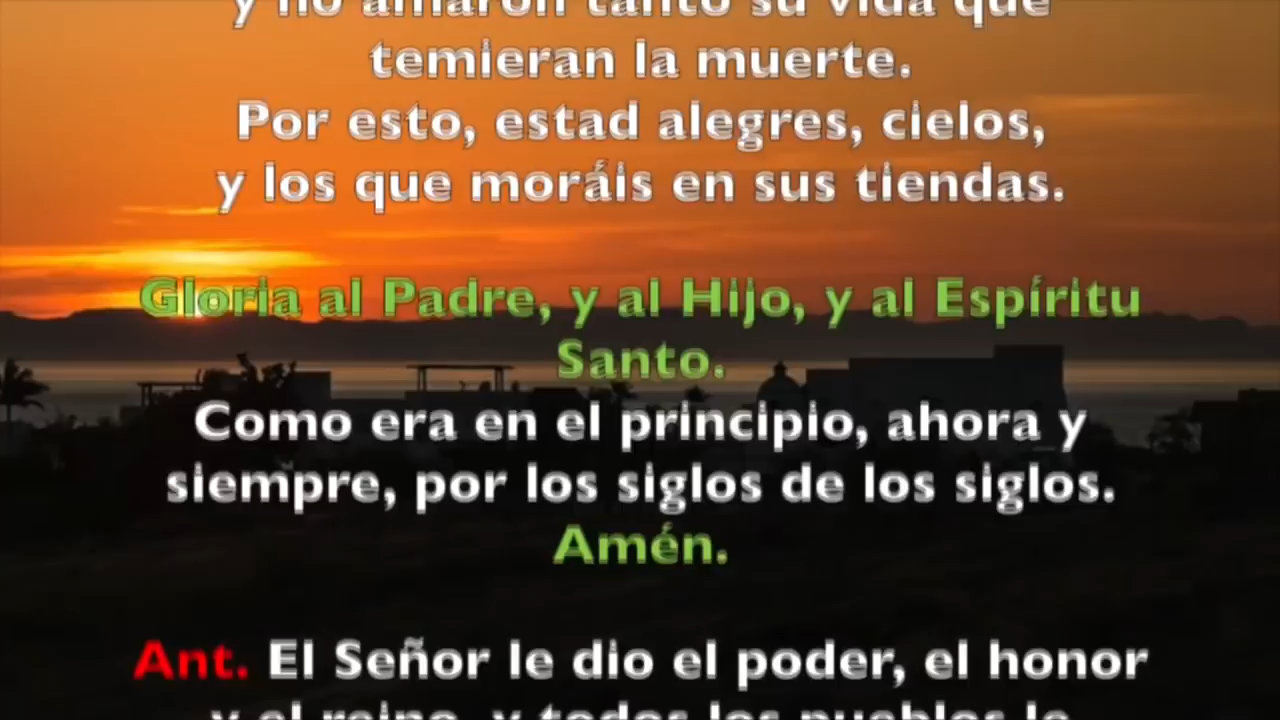 y no amaron tanto su vida que
temieran la muerte.
Por esto, estad alegres, cielos,
y los que moráis en sus tiendas.
Gloria al Padre, y al Hijo, y al Espíritu
Santo.
Como era en el principio, ahora y
siempre, por los siglos de los siglos.
Amén.
Ant. El Señor le dio el poder, el honor
y el reino, y todos los pueblos le